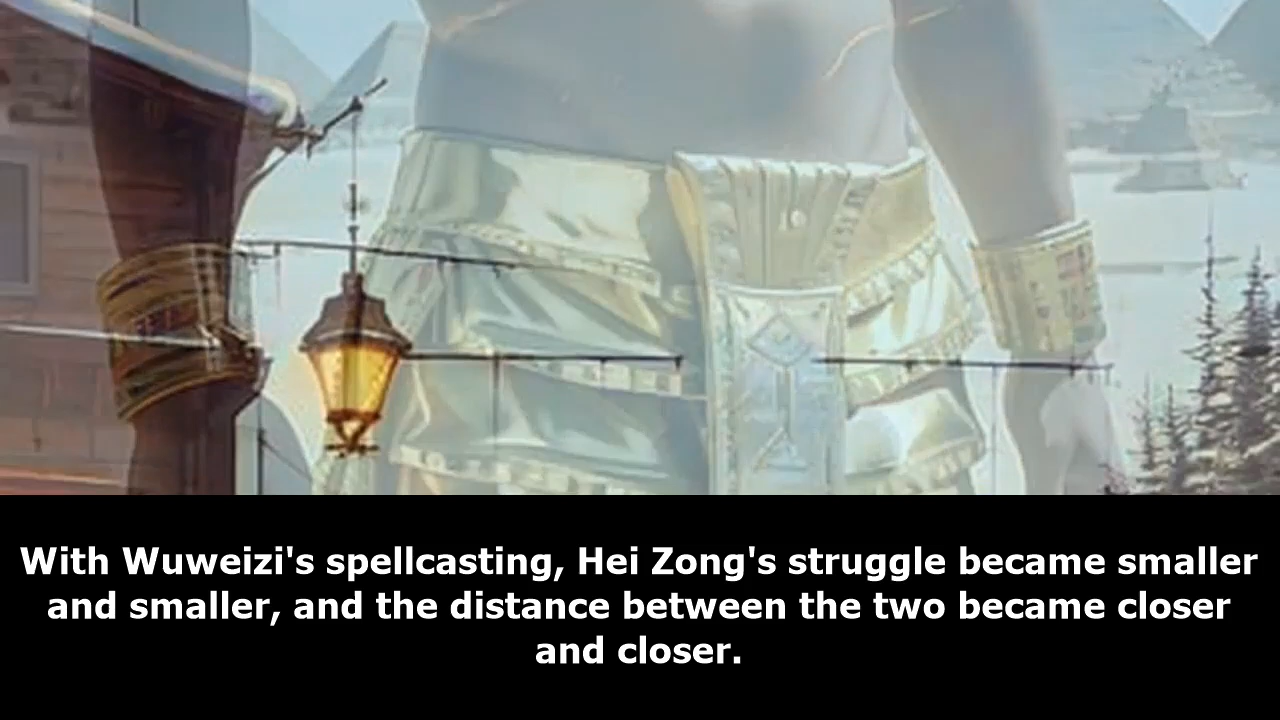 With Wuweizi's spellcasting, Hei Zong's struggle became smaller
and smaller, and the distance between the two became closer
and closer.